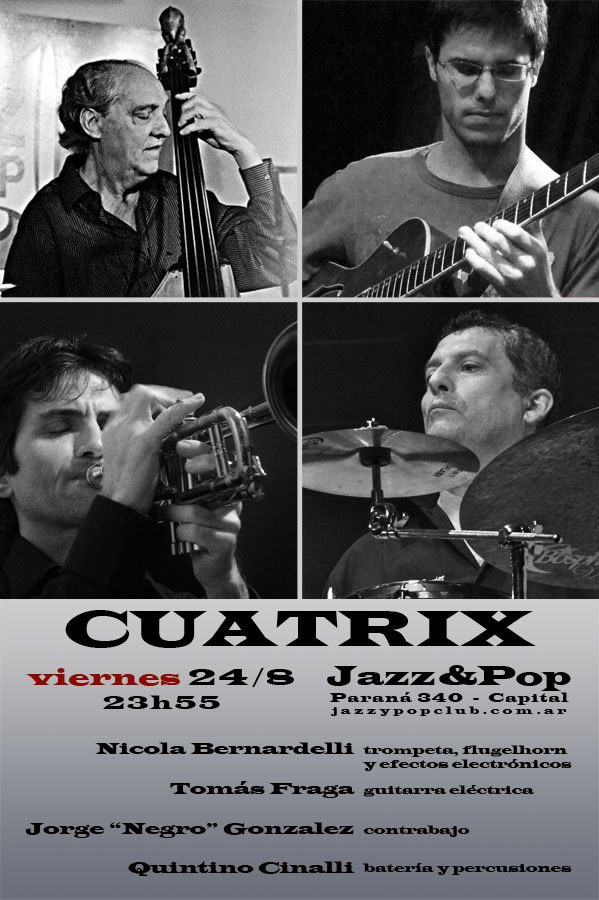 CUATRIX
viernes 24/8
23h55
Jazz&Pop
Paraná 340 - Capital
jazzypopclub.com.ar
Nicola Bernardelli trompeta, flugelhorn
y efectos electrónicos
Tomás Fraga guitarra eléctrica
Jorge “Negro” Gonzalez contrabajo
Quintino Cinalli batería y percusiones